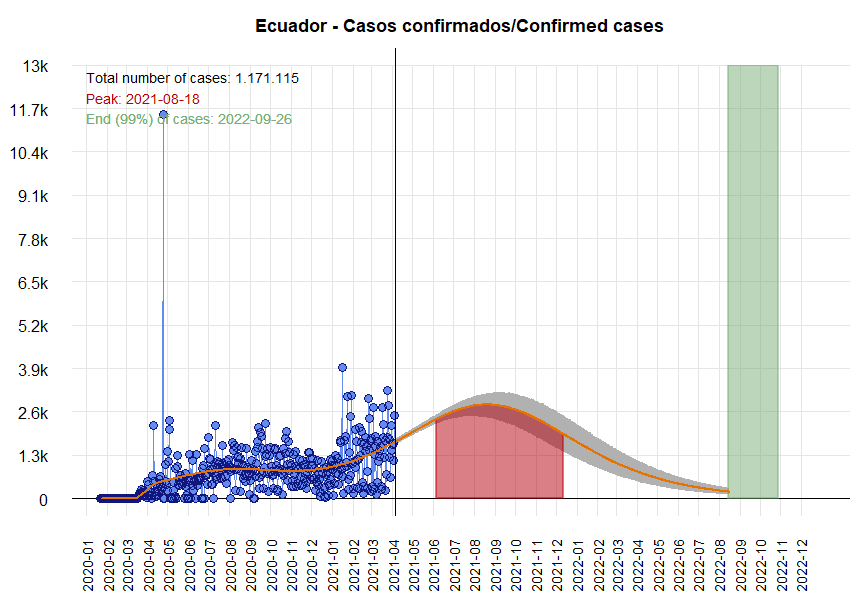 Ecuador - Casos confirmados/Confirmed cases
13k
Total number of cases: 1.171.115
Peak: 2021-08-18
End (99%) of cases: 2022-09-26
11.7k
10.4k
9.1k
7.8k
6.5k
5.2k
3.9k
2.6k
1.3k
0
2020-01
2020-02
2020-03
2020-04
2020-05
2020-06
2020-07
2020-08
2020-09
2020-10
2020-11
2020-12
2021-01
2021-02
2021-03
2021-04
2021-05
2021-06
2021-07
2021-08
2021-09
2021-10
2021-11
2021-12
2022-01
2022-02
2022-03
2022-04
2022-05
2022-06
2022-07
2022-08
2022-09
2022-10
2022-11
2022-12